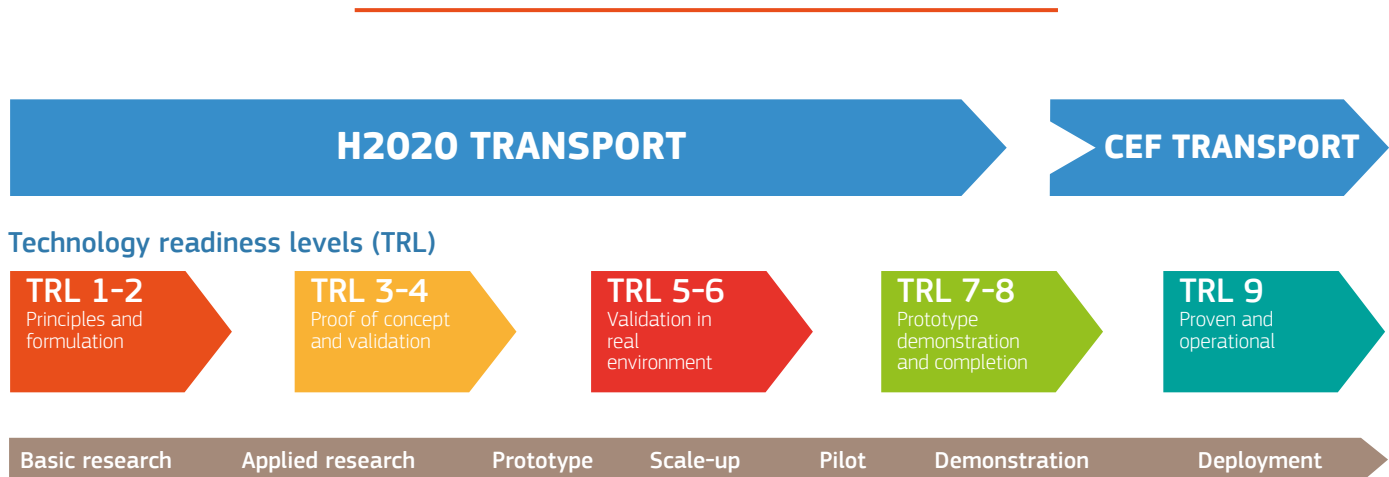 H2020 TRANSPORT
CEF TRANSPORT
Technology readiness levels (TRL)
TRL 1-2
Principles and
formulation
TRL 3-4
Proof of concept
and validation
TRL 5-6
Validation in
real
environment
TRL 7-8
Prototype
demonstration
and completion
TRL 9
Proven and
operational
Basic research Applied research Prototype Scale-up Pilot Demonstration Deployment